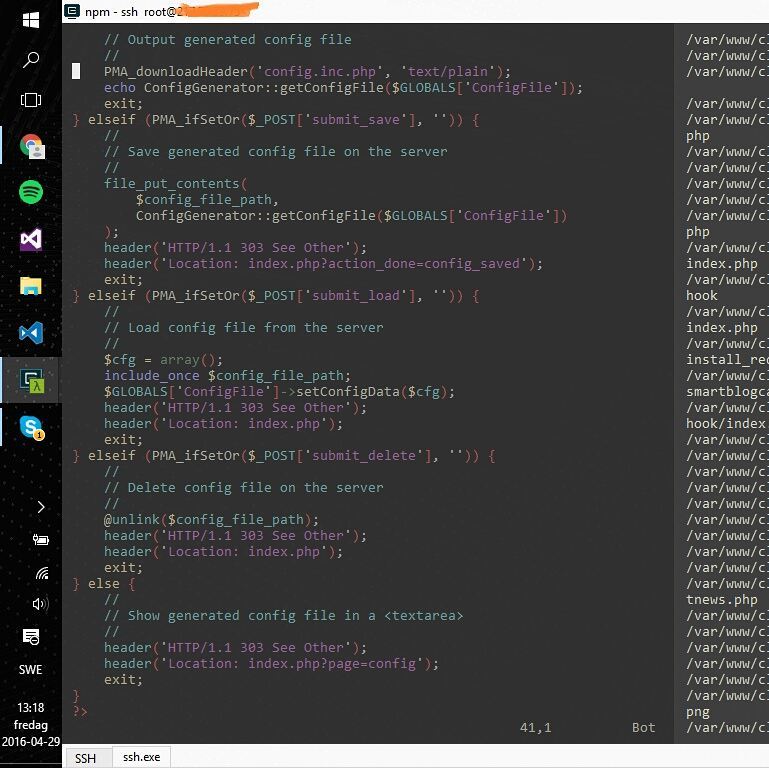 npm - ssh root@
// Output generated config file
//
PMA_downloadHeader('config.inc.php', 'text/plain');
echo ConfigGenerator::getConfigFile($GLOBALS['ConfigFile']);
exit;
} elseif (PMA_ifSetOr($_POST['submit_save'], '')) {
//
// Save generated config file on the server
//
file_put_contents(
$config_file_path,
ConfigGenerator::getConfigFile($GLOBALS['ConfigFile'])
);
header('HTTP/1.1 303 See Other');
header('Location: index.php?action_done=config_saved');
exit;
} elseif (PMA_ifSetOr($_POST['submit_load'], '')) {
//
// Load config file from the server
//
$cfg = array();
include_once $config_file_path;
$GLOBALS['ConfigFile']->setConfigData($cfg);
header('HTTP/1.1 303 See Other');
header('Location: index.php');
exit;
} elseif (PMA_ifSetOr($_POST['submit_delete'], '')) {
//
// Delete config file on the server
//
@unlink($config_file_path);
header('HTTP/1.1 303 See Other');
header('Location: index.php');
exit;
} else {
//
// Show generated config file in a <textarea>
//
header('HTTP/1.1 303 See Other');
header('Location: index.php?page=config');
exit;
}
?>
41,1 Bot
/var/www/cl
/var/www/cl
/var/www/cl
/var/www/cl
/var/www/cl
php
/var/www/cl
/var/www/cl
/var/www/cl
/var/www/cl
/var/www/cl
php
/var/www/cl
index.php
/var/www/cl
hook
/var/www/cl
index.php
/var/www/cl
install_rec
/var/www/cl
smartblogca
/var/www/cl
hook/index
/var/www/cl
/var/www/cl
/var/www/cl
/var/www/cl
/var/www/cl
/var/www/cl
/var/www/cl
/var/www/cl
/var/www/cl
/var/www/cl
tnews.php
/var/www/cl
/var/www/cl
/var/www/cl
/var/www/cl
/var/www/cl
/var/www/cl
png
/var/www/cl
SSH
ssh.exe
1
SWE
13:18
fredag
2016-04-29